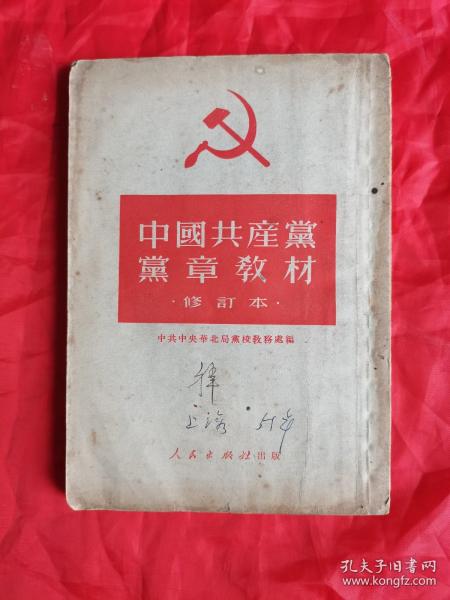 中國共産黨
黨章敎材
·修訂本·
中共中央華北局黨校敎務處編
上海
人民出版社出版
孔夫子旧书网
www.kongfz.com